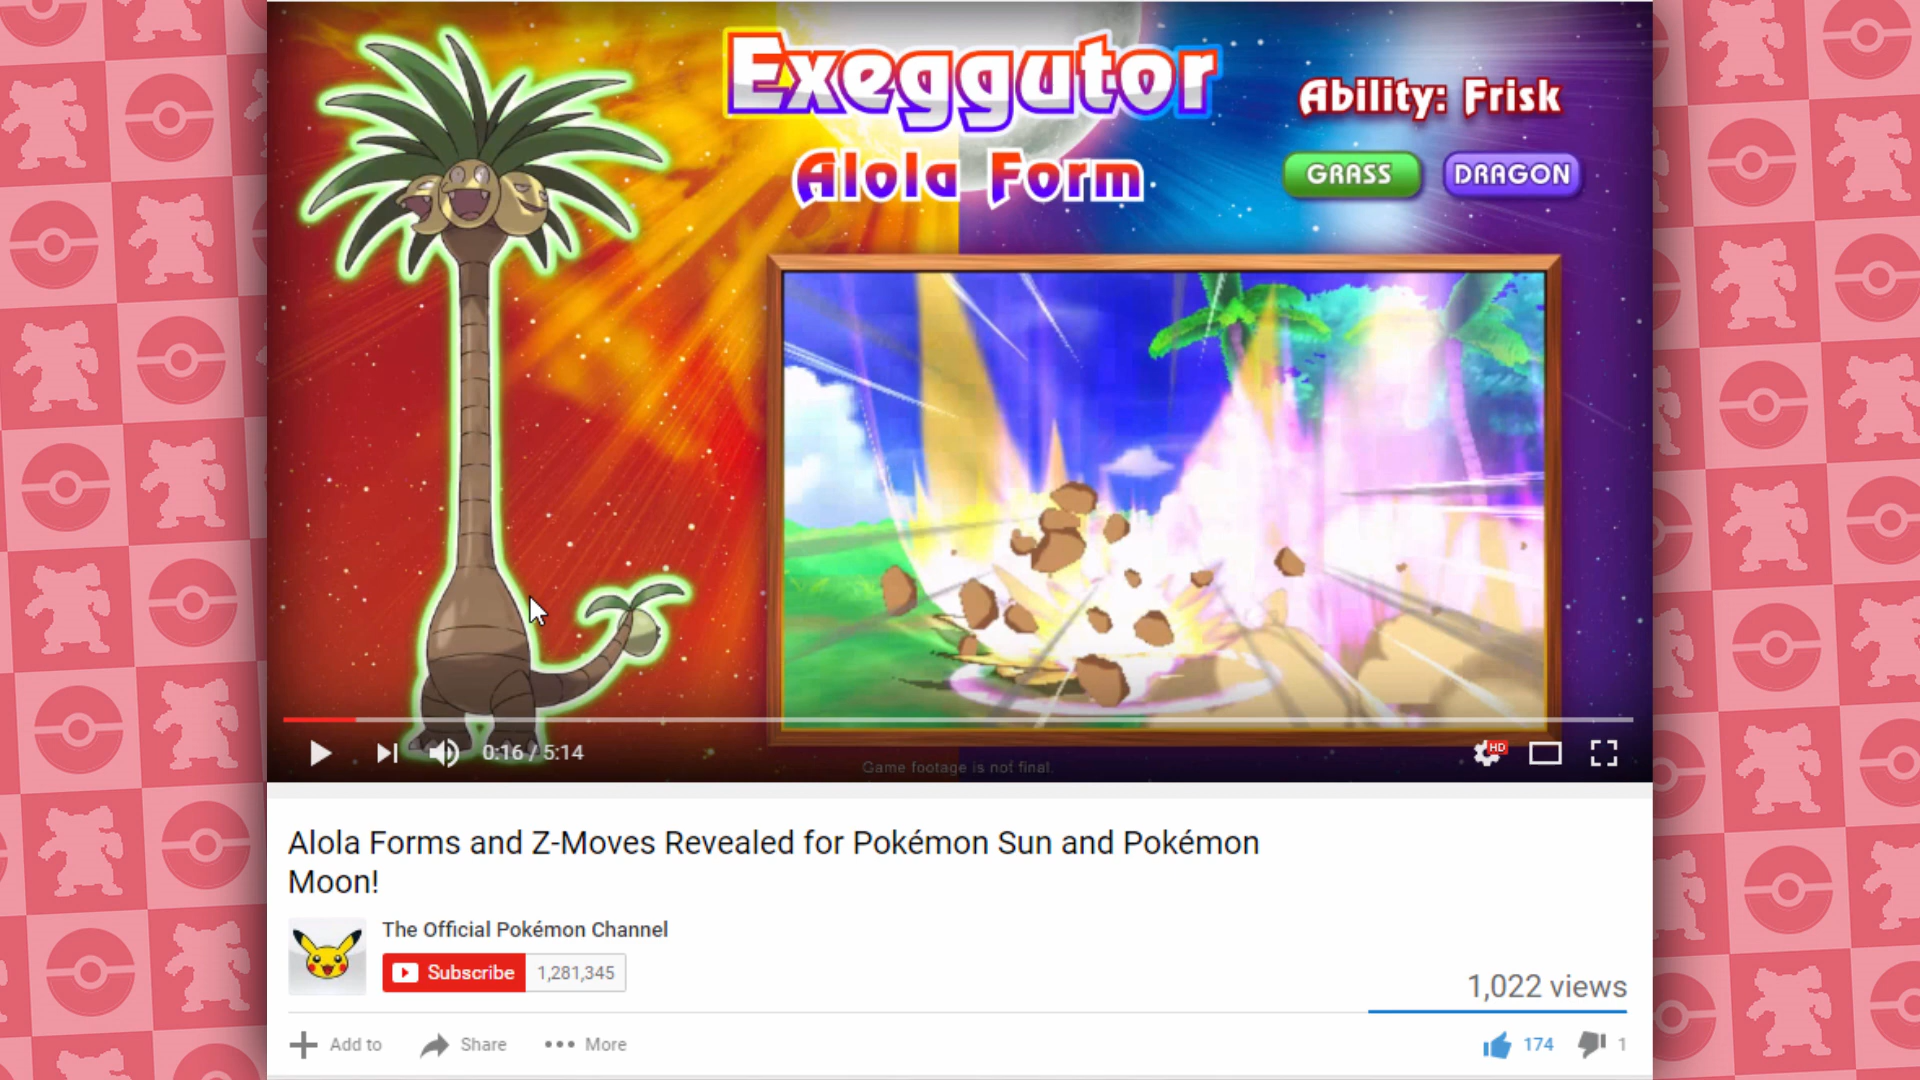 Exeggutor
Alola Form
Ability: Frisk
GRASS
DRAGON
0:16 / 5:14
HD
Game footage is not final.
Alola Forms and Z-Moves Revealed for Pokémon Sun and Pokémon
Moon!
The Official Pokémon Channel
Subscribe
1,281,345
1,022 views
Add to
Share
More
174
1